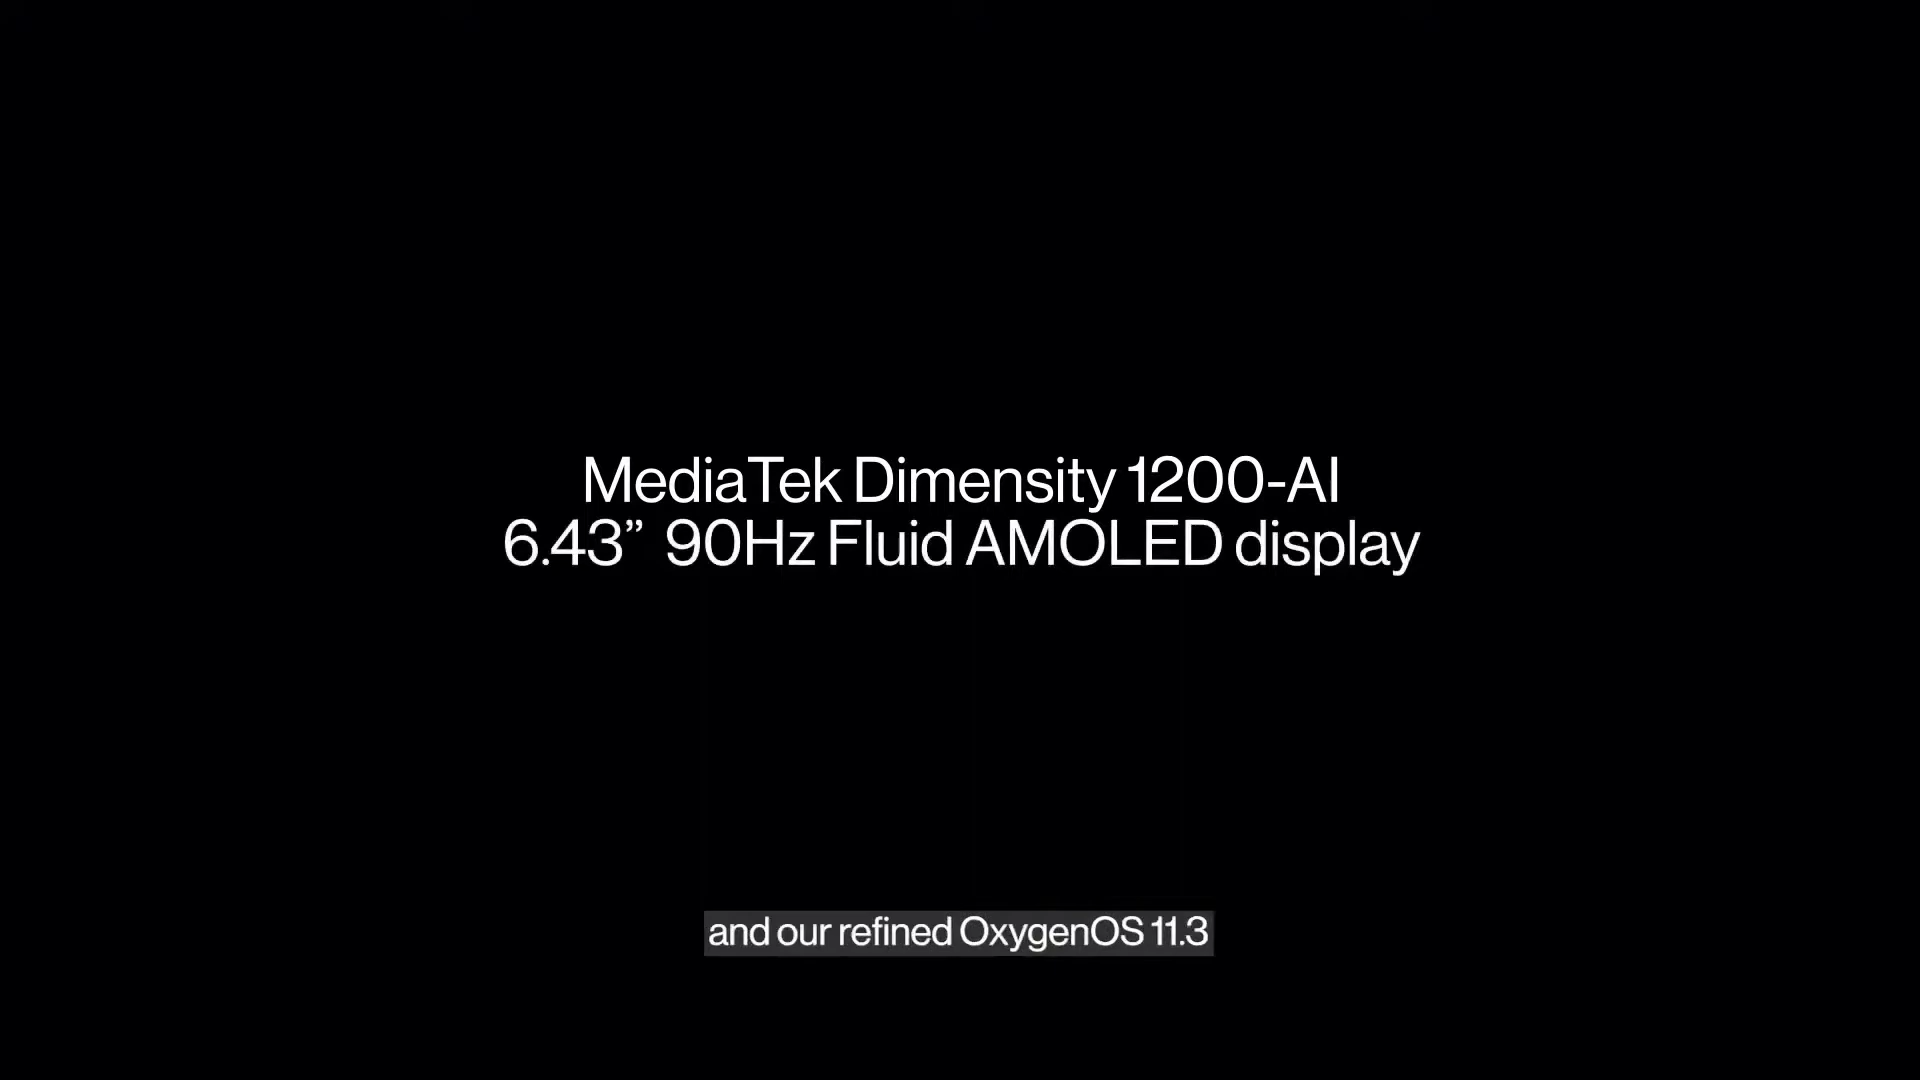 MediaTek Dimensity 1200-AI
6.43” 90Hz Fluid AMOLED display
and our refined OxygenOS 11.3